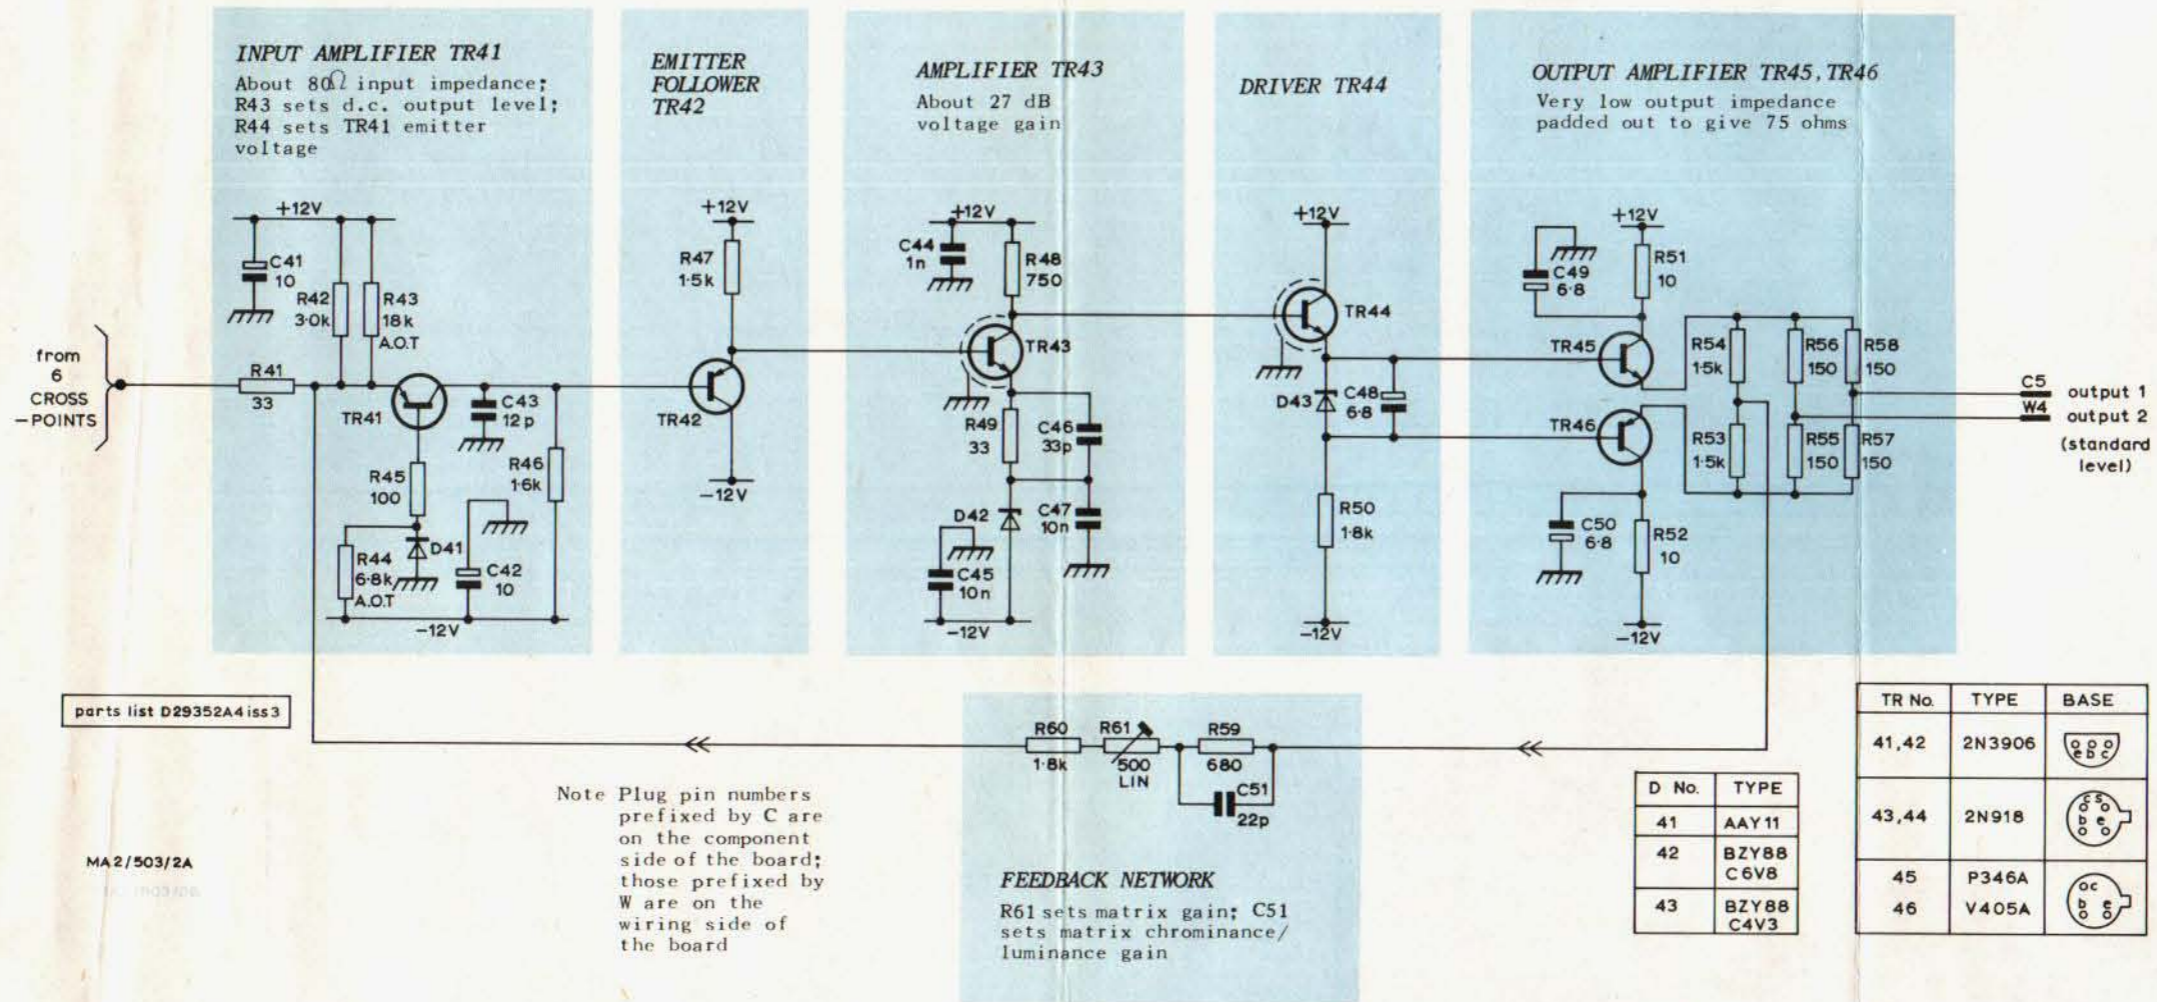 INPUT AMPLIFIER TR41
About 80Ω input impedance;
R43 sets d.c. output level;
R44 sets TR41 emitter
voltage
EMITTER
FOLLOWER
TR42
AMPLIFIER TR43
About 27 dB
voltage gain
DRIVER TR44
OUTPUT AMPLIFIER TR45,TR46
Very low output impedance
padded out to give 75 ohms
+12V
C41
10
R42
3·0k
R43
18k
A.O.T
from
6
CROSS
-POINTS
R41
33
TR41
C43
12p
R45
100
R46
1·6k
R44
6·8k
A.O.T
D41
C42
10
-12V
+12V
R47
1·5k
TR42
-12V
+12V
C44
1n
R48
750
TR43
R49
33
C46
33p
D42
C47
10n
C45
10n
-12V
+12V
TR44
D43
C48
6·8
R50
1·8k
-12V
+12V
C49
6·8
R51
10
TR45
TR46
R54
1·5k
R56
150
R58
150
R53
1·5k
R55
150
R57
150
C50
6·8
R52
10
-12V
C5 output 1
W4 output 2
(standard
level)
parts list D29352A4iss3
R60
1·8k
R61
500
LIN
R59
680
C51
22p
Note Plug pin numbers
prefixed by C are
on the component
side of the board;
those prefixed by
W are on the
wiring side of
the board
MA2/503/2A
FEEDBACK NETWORK
R61 sets matrix gain; C51
sets matrix chrominance/
luminance gain
D No. TYPE
41 AAY11
42 BZY88
C6V8
43 BZY88
C4V3
TR No. TYPE BASE
41,42 2N3906
e b c
43,44 2N918
c s
b e
45 P346A
46 V405A
c
b e